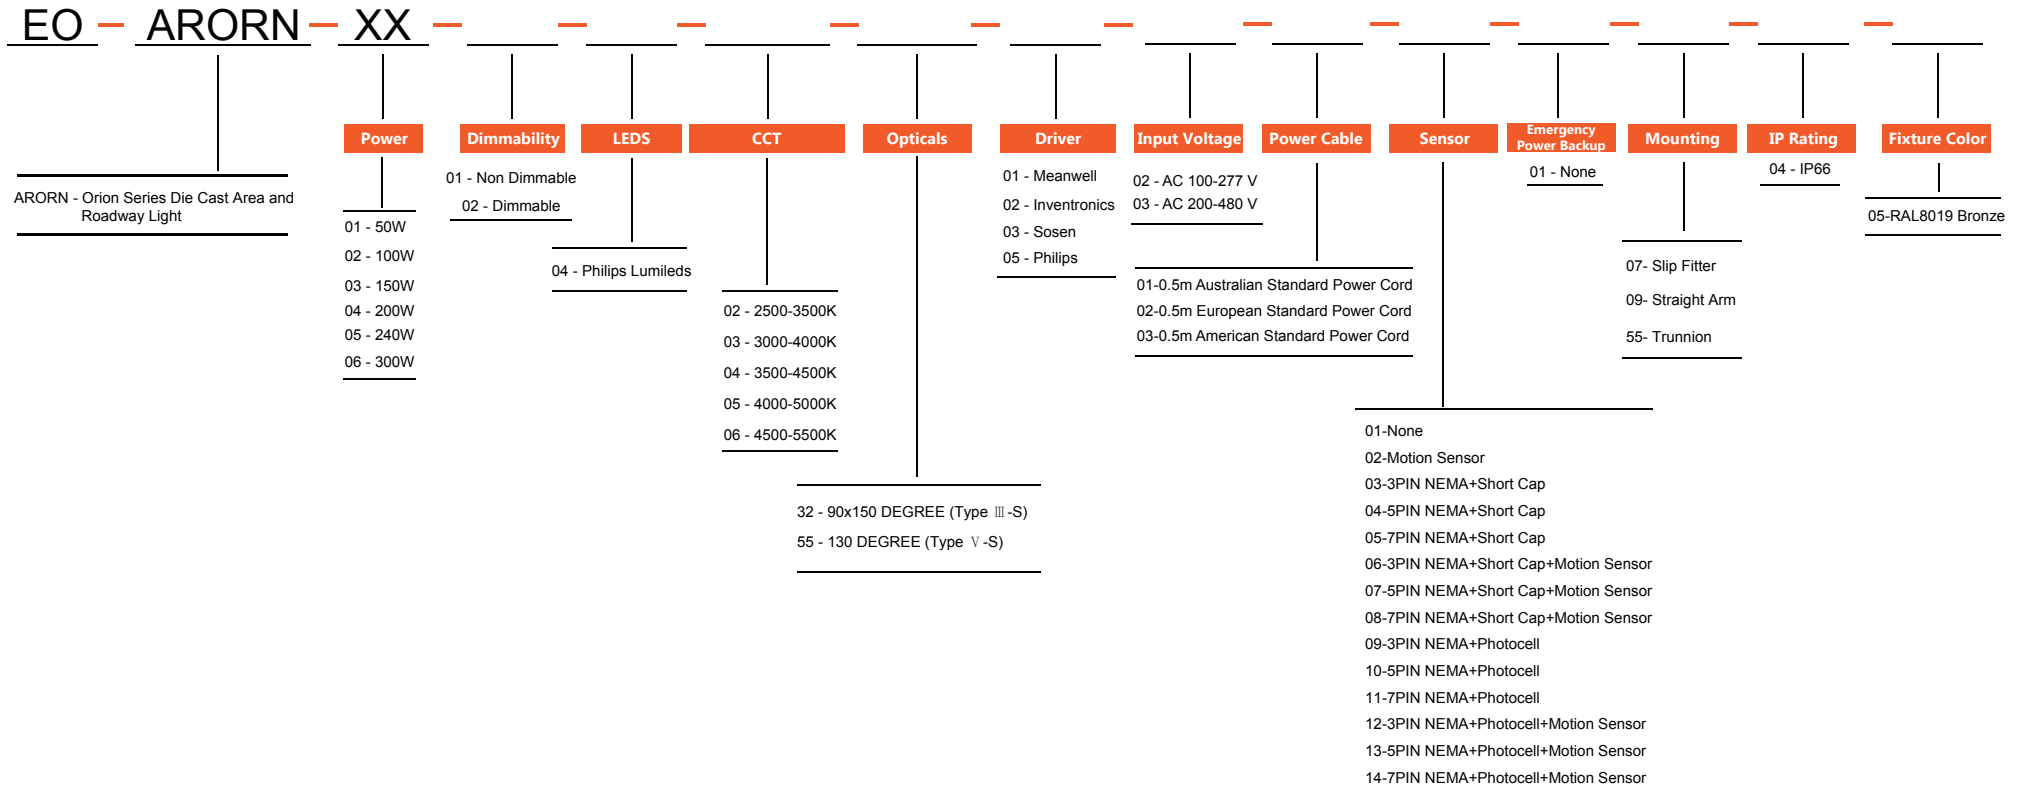 EO ARORN XX
Power
Dimmability
LEDS
CCT
Opticals
Driver
Input Voltage
Power Cable
Sensor
Emergency
Power Backup
Mounting
IP Rating
Fixture Color
ARORN - Orion Series Die Cast Area and
Roadway Light
01 - 50W
02 - 100W
03 - 150W
04 - 200W
05 - 240W
06 - 300W
01 - Non Dimmable
02 - Dimmable
04 - Philips Lumileds
02 - 2500-3500K
03 - 3000-4000K
04 - 3500-4500K
05 - 4000-5000K
06 - 4500-5500K
32 - 90x150 DEGREE (Type Ⅲ-S)
55 - 130 DEGREE (Type Ⅴ-S)
01 - Meanwell
02 - Inventronics
03 - Sosen
05 - Philips
02 - AC 100-277 V
03 - AC 200-480 V
01-0.5m Australian Standard Power Cord
02-0.5m European Standard Power Cord
03-0.5m American Standard Power Cord
01-None
02-Motion Sensor
03-3PIN NEMA+Short Cap
04-5PIN NEMA+Short Cap
05-7PIN NEMA+Short Cap
06-3PIN NEMA+Short Cap+Motion Sensor
07-5PIN NEMA+Short Cap+Motion Sensor
08-7PIN NEMA+Short Cap+Motion Sensor
09-3PIN NEMA+Photocell
10-5PIN NEMA+Photocell
11-7PIN NEMA+Photocell
12-3PIN NEMA+Photocell+Motion Sensor
13-5PIN NEMA+Photocell+Motion Sensor
14-7PIN NEMA+Photocell+Motion Sensor
01 - None
07- Slip Fitter
09- Straight Arm
55- Trunnion
04 - IP66
05-RAL8019 Bronze